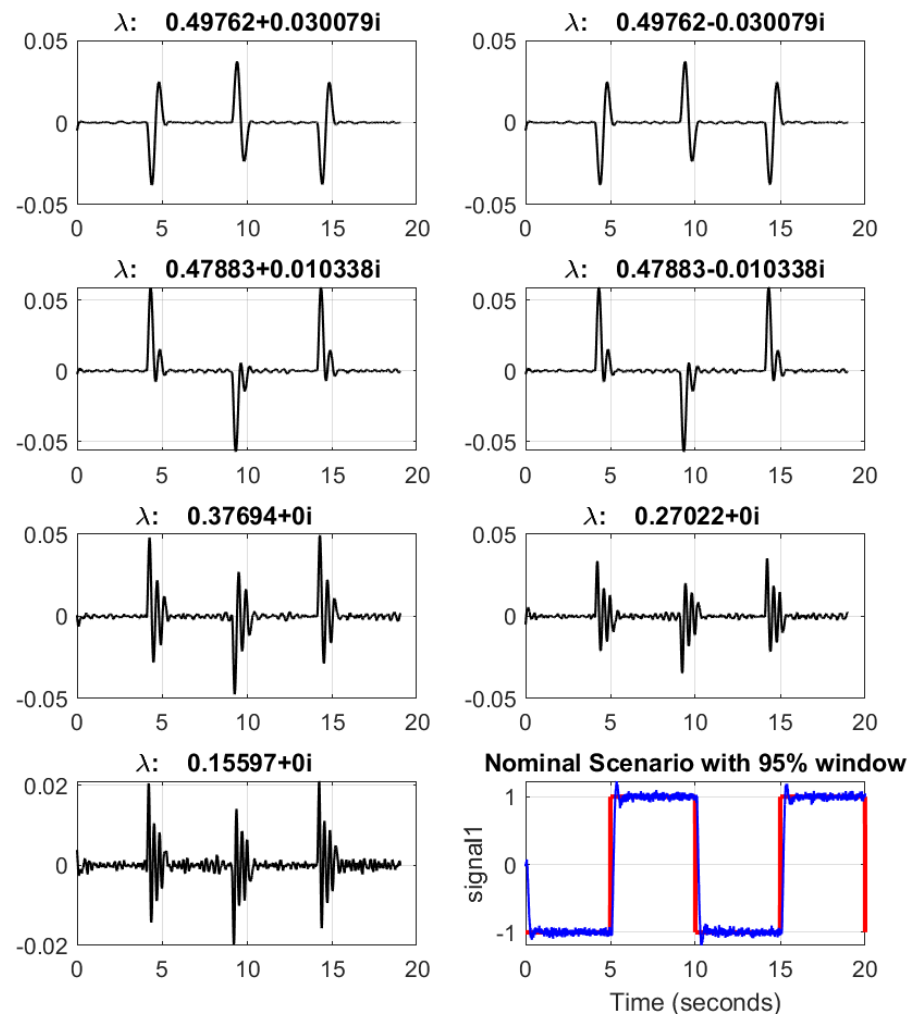 λ: 0.49762+0.030079i
0.05
0
-0.05
0 5 10 15 20
λ: 0.49762-0.030079i
0.05
0
-0.05
0 5 10 15 20
λ: 0.47883+0.010338i
0.05
0
-0.05
0 5 10 15 20
λ: 0.47883-0.010338i
0.05
0
-0.05
0 5 10 15 20
λ: 0.37694+0i
0.05
0
-0.05
0 5 10 15 20
λ: 0.27022+0i
0.05
0
-0.05
0 5 10 15 20
λ: 0.15597+0i
0.02
0
-0.02
0 5 10 15 20
Nominal Scenario with 95% window
signal1
1
0
-1
0 5 10 15 20
Time (seconds)